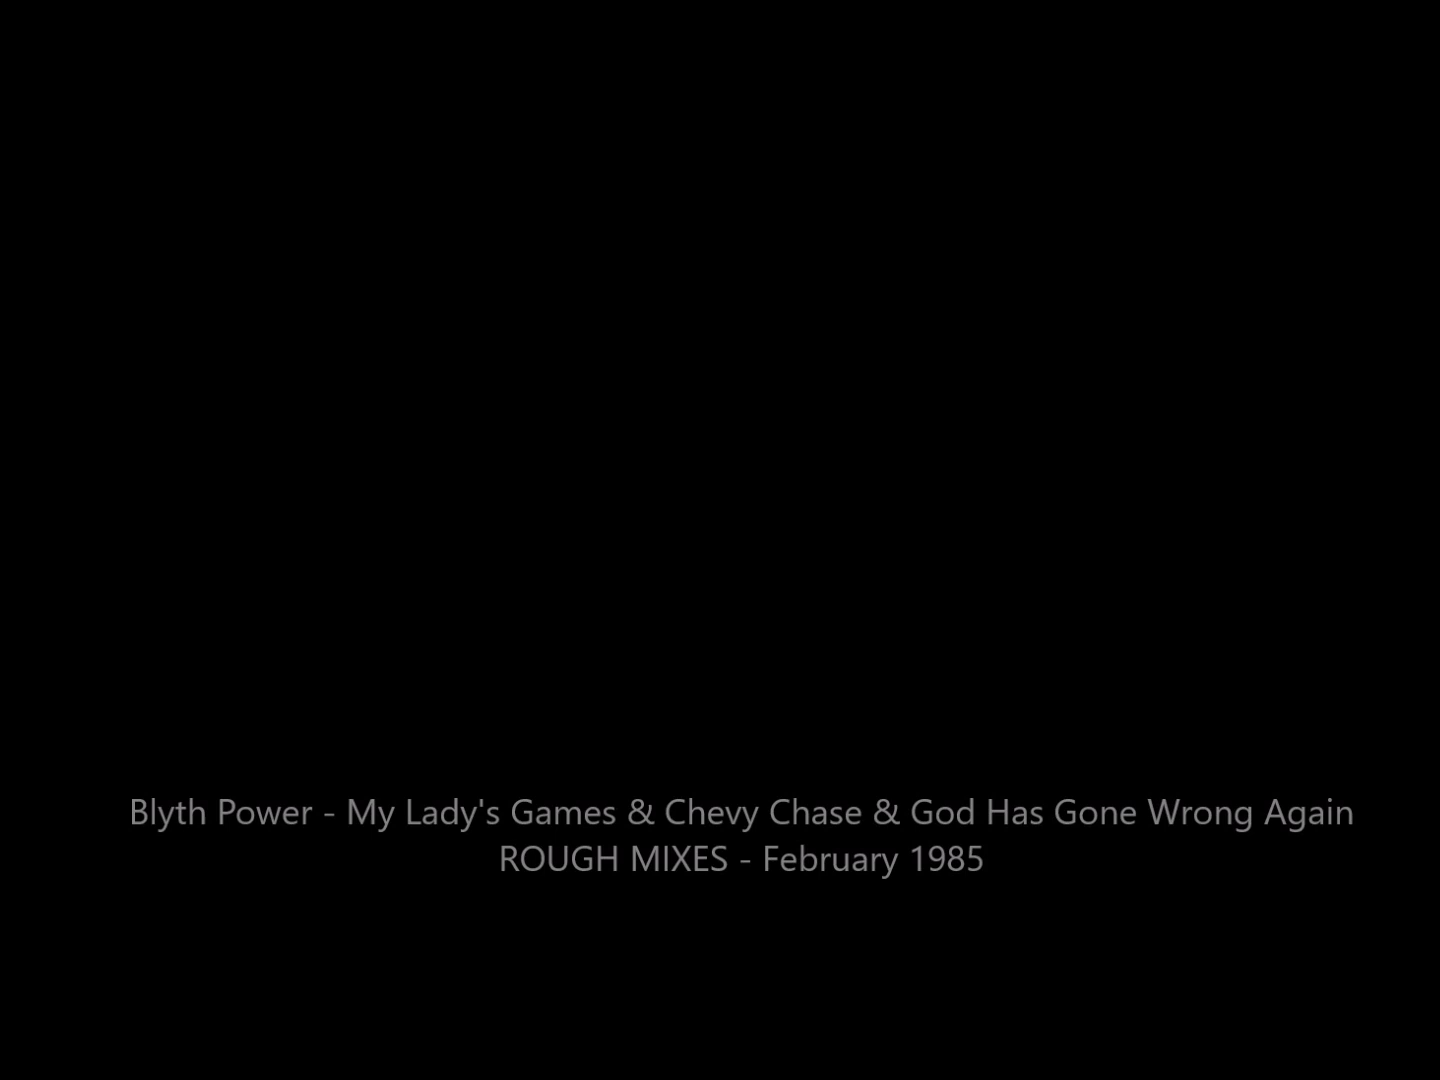 Blyth Power - My Lady's Games & Chevy Chase & God Has Gone Wrong Again
ROUGH MIXES - February 1985